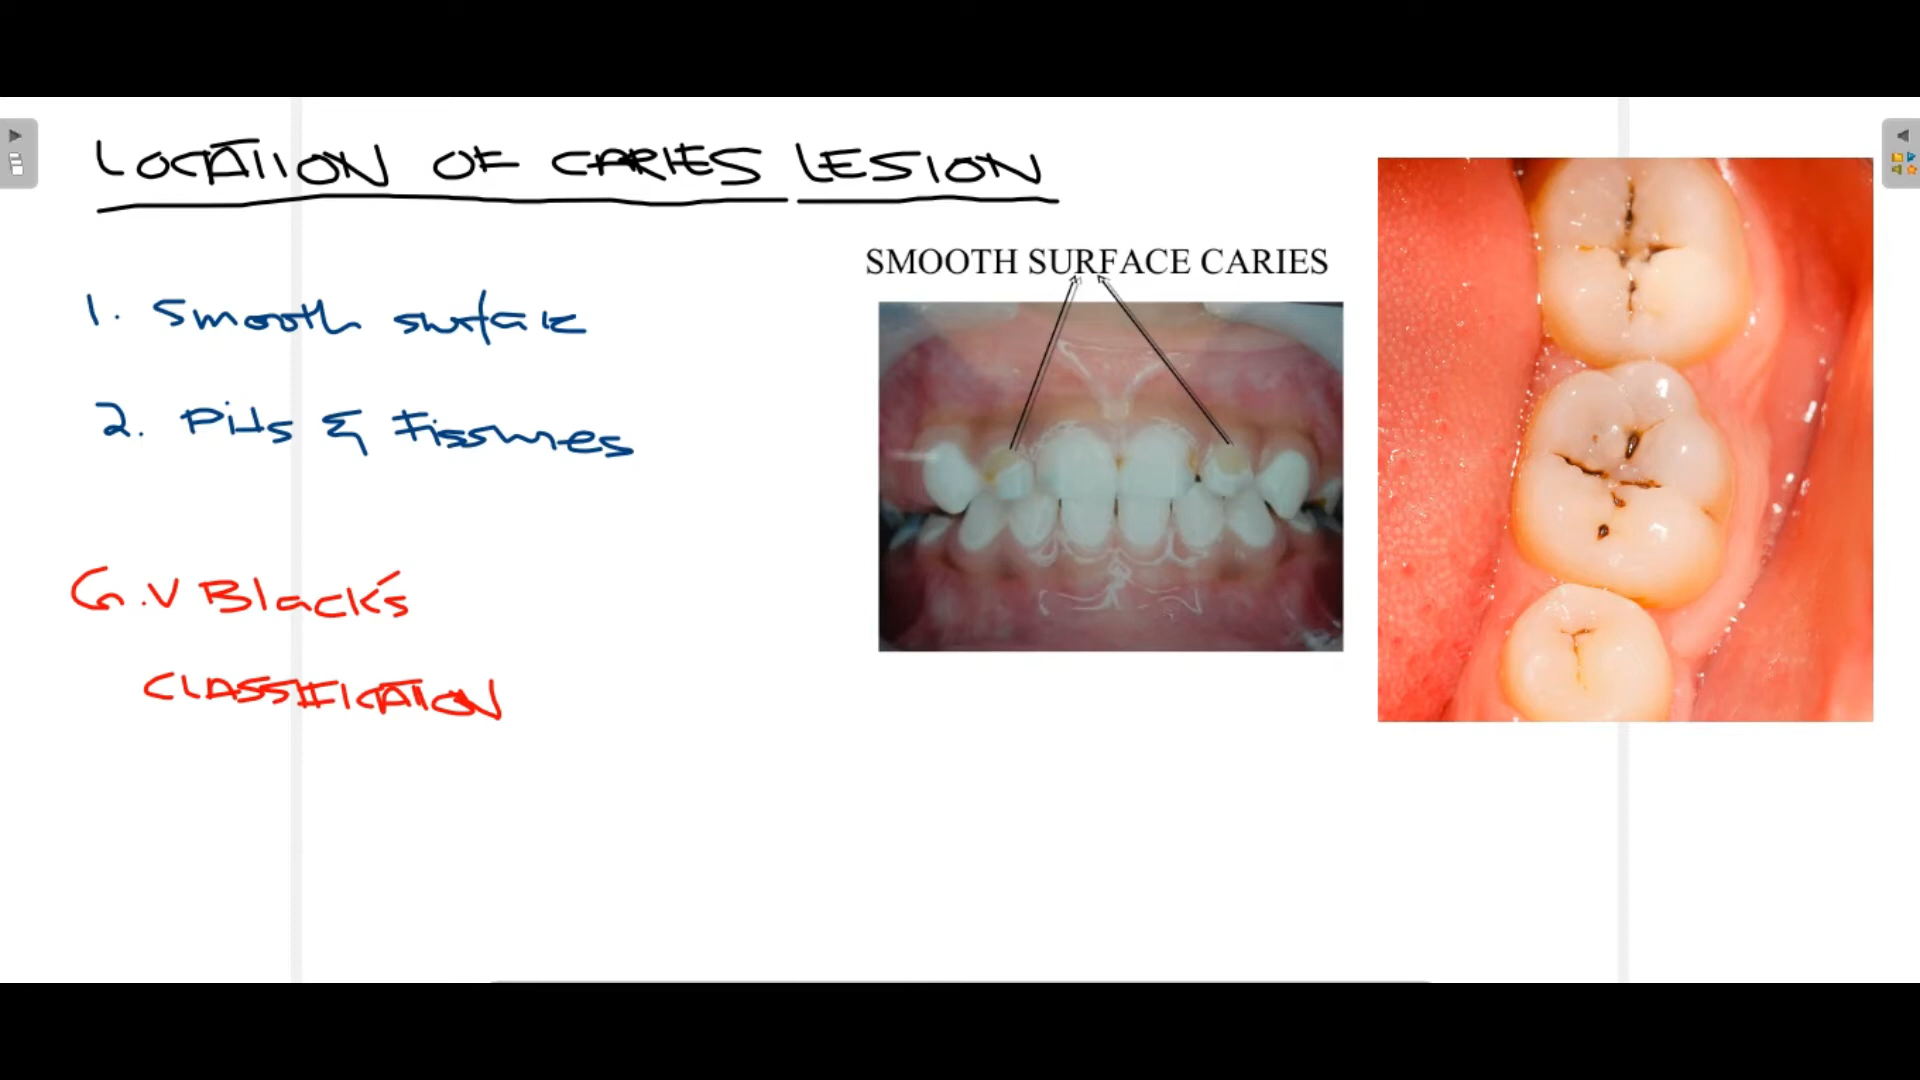 LOCATION OF CARIES LESION
SMOOTH SURFACE CARIES
1. Smooth surface
2. Pits & Fissures
G.V Black's
CLASSIFICATION